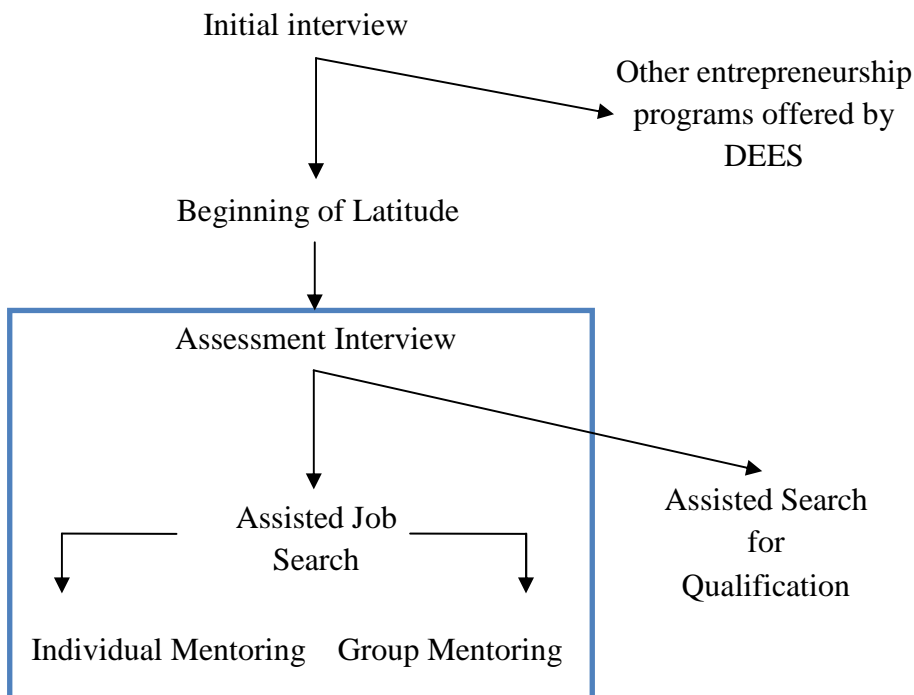 Initial interview
Other entrepreneurship
programs offered by
DEES
Beginning of Latitude
Assessment Interview
Assisted Job
Search
Assisted Search
for
Qualification
Individual Mentoring
Group Mentoring